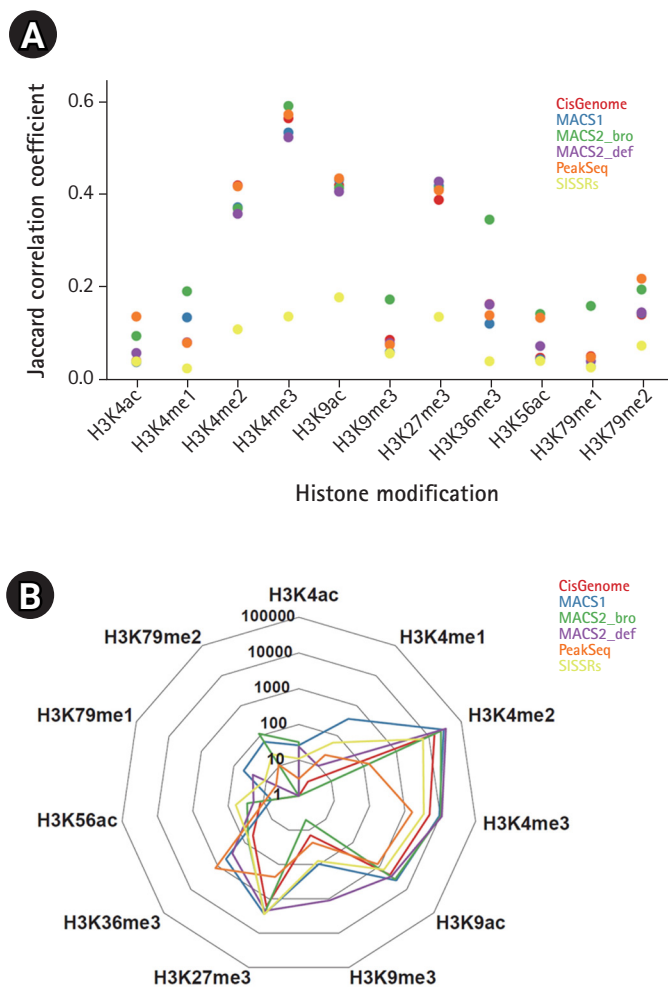 A
Jaccard correlation coefficient
0.6
0.4
0.2
0.0
CisGenome
MACS1
MACS2_bro
MACS2_def
PeakSeq
SISSRs
H3K4ac
H3K4me1
H3K4me2
H3K4me3
H3K9ac
H3K9me3
H3K27me3
H3K36me3
H3K56ac
H3K79me1
H3K79me2
Histone modification
B
CisGenome
MACS1
MACS2_bro
MACS2_def
PeakSeq
SISSRs
H3K4ac
H3K4me1
H3K4me2
H3K4me3
H3K9ac
H3K9me3
H3K27me3
H3K36me3
H3K56ac
H3K79me1
H3K79me2
100000
10000
1000
100
10
1